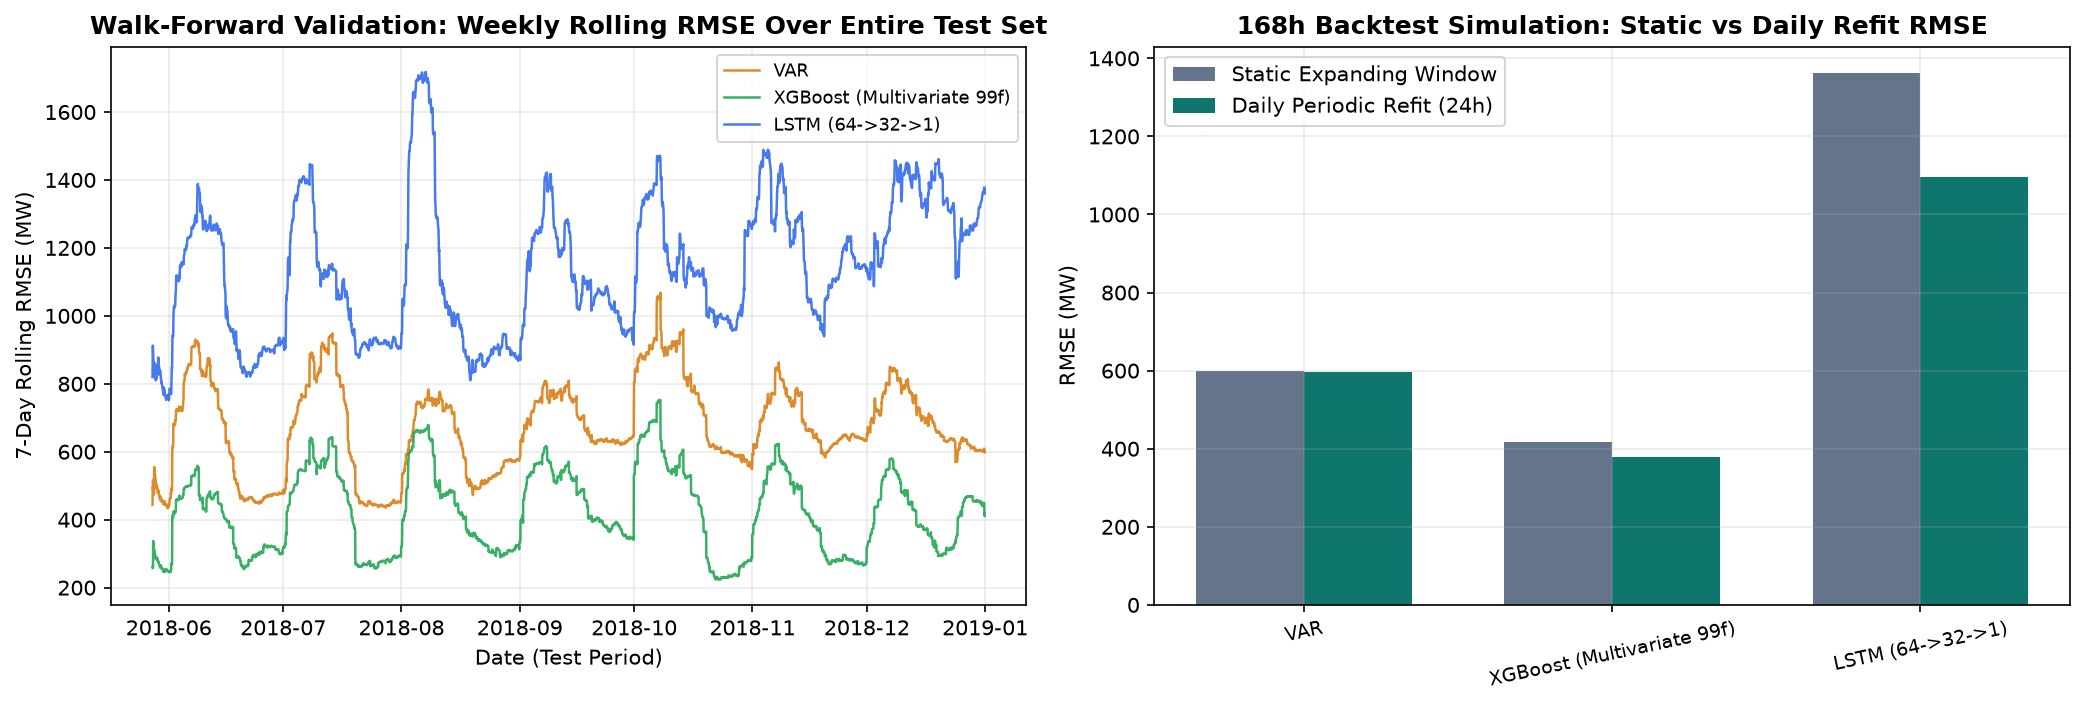 Walk-Forward Validation: Weekly Rolling RMSE Over Entire Test Set
7-Day Rolling RMSE (MW)
1600
1400
1200
1000
800
600
400
200
VAR
XGBoost (Multivariate 99f)
LSTM (64->32->1)
2018-06 2018-07 2018-08 2018-09 2018-10 2018-11 2018-12 2019-01
Date (Test Period)
168h Backtest Simulation: Static vs Daily Refit RMSE
RMSE (MW)
1400
1200
1000
800
600
400
200
0
Static Expanding Window
Daily Periodic Refit (24h)
VAR
XGBoost (Multivariate 99f)
LSTM (64->32->1)